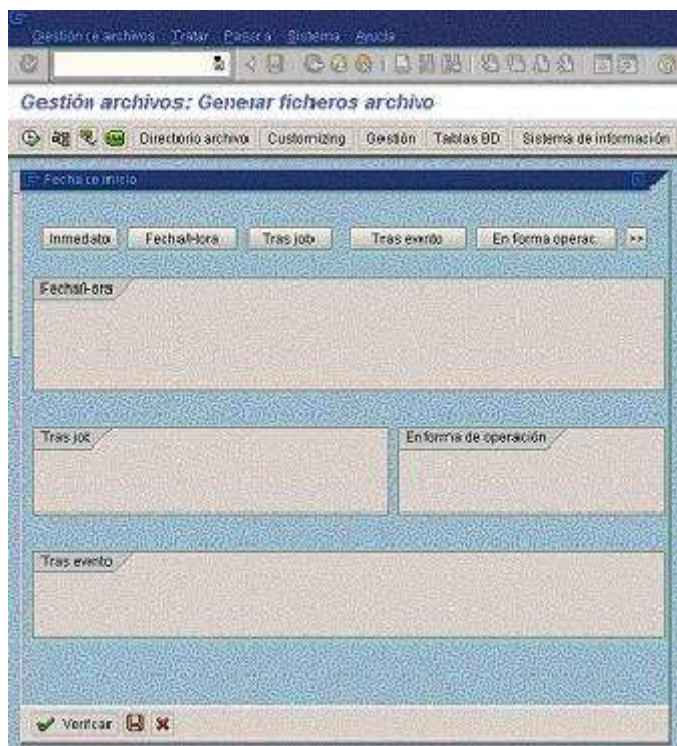 Gestión de archivos Tratar Pasar a Sistema Ayuda
Gestión archivos: Generar ficheros archivo
Directorio archivo Customizing Gestión Tablas BD Sistema de información
Fecha de inicio
Inmediato Fecha/Hora Tras job Tras evento En forma operac. >>
Fecha/Hora
Tras job En forma de operación
Tras evento
Verificar